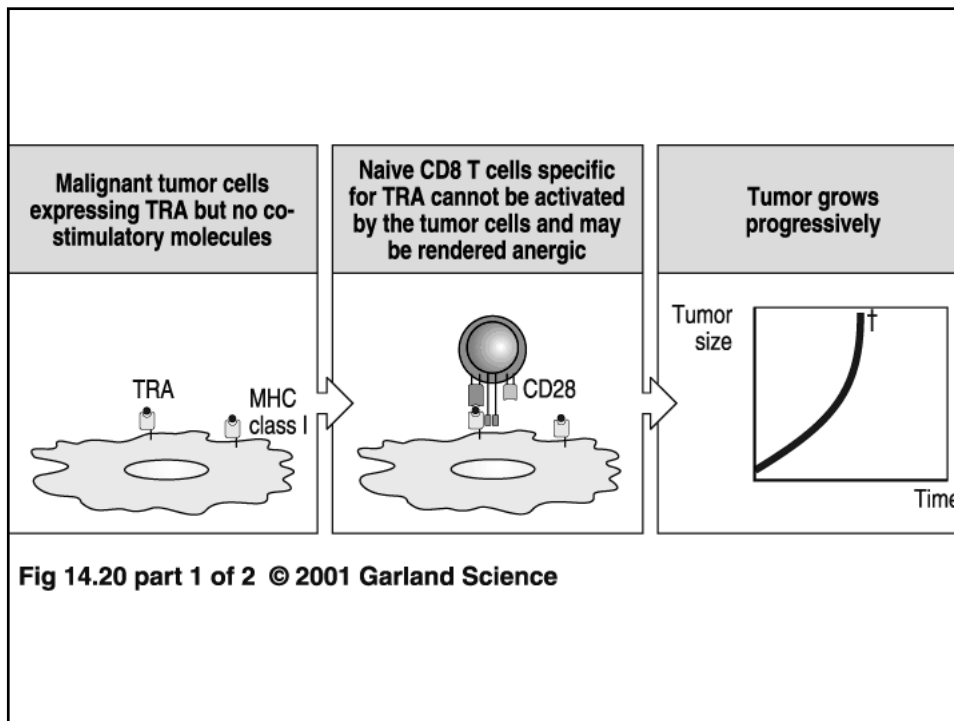 Malignant tumor cells
expressing TRA but no co-
stimulatory molecules
Naive CD8 T cells specific
for TRA cannot be activated
by the tumor cells and may
be rendered anergic
Tumor grows
progressively
TRA
MHC
class I
CD28
Tumor
size
†
Time
Fig 14.20 part 1 of 2 © 2001 Garland Science